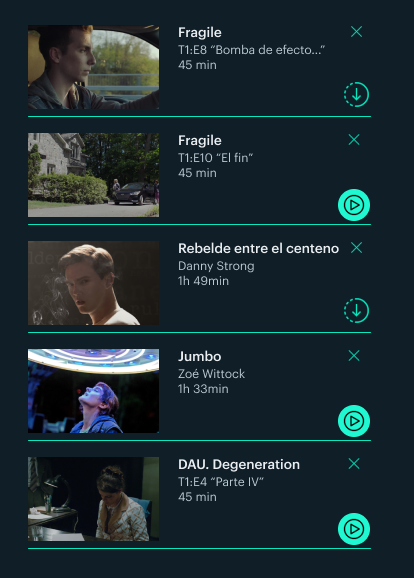 Fragile
T1:E8 “Bomba de efecto...”
45 min
Fragile
T1:E10 “El fin”
45 min
Rebelde entre el centeno
Danny Strong
1h 49min
Jumbo
Zoé Wittock
1h 33min
DAU. Degeneration
T1:E4 “Parte IV”
45 min